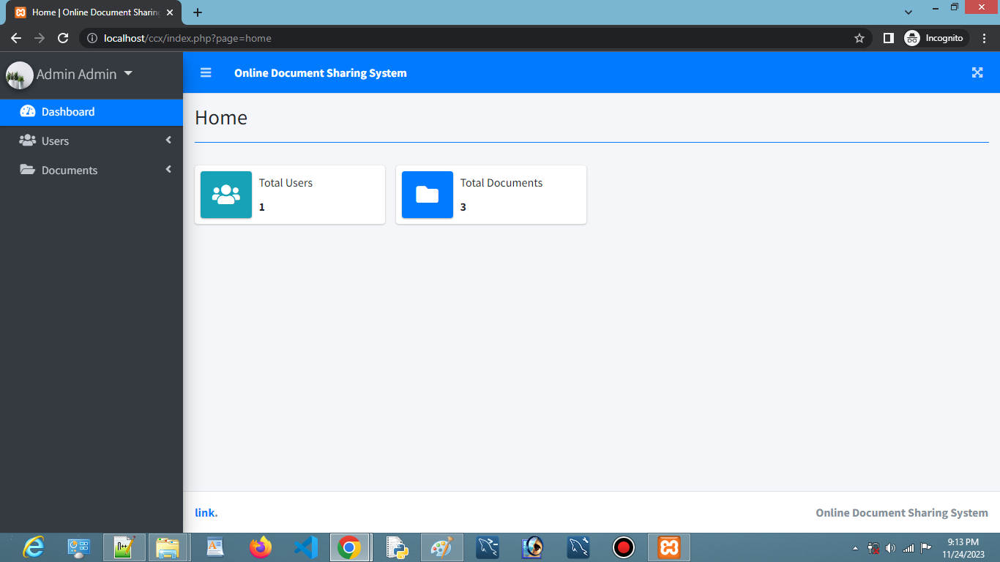 Home | Online Document Sharing
localhost/ccx/index.php?page=home
Incognito
Admin Admin
Online Document Sharing System
Dashboard
Users
Documents
Home
Total Users
1
Total Documents
3
link.
Online Document Sharing System
9:13 PM
11/24/2023